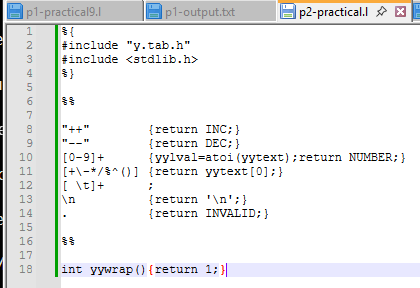 p1-practical9.l p1-output.txt p2-practical.l
1 %{
2 #include "y.tab.h"
3 #include <stdlib.h>
4 %}
5
6 %%
7
8 "++" {return INC;}
9 "--" {return DEC;}
10 [0-9]+ {yylval=atoi(yytext);return NUMBER;}
11 [+\-*/%^()] {return yytext[0];}
12 [ \t]+ ;
13 \n {return '\n';}
14 . {return INVALID;}
15
16 %%
17
18 int yywrap(){return 1;}